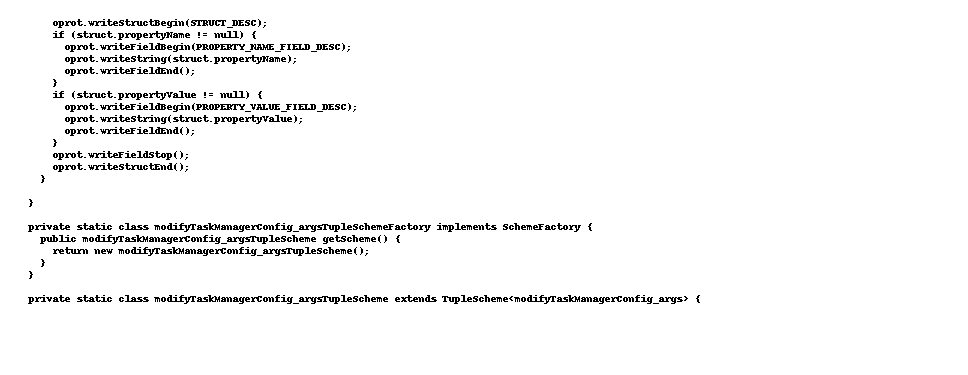 oprot.writeStructBegin(STRUCT_DESC);
if (struct.propertyName != null) {
oprot.writeFieldBegin(PROPERTY_NAME_FIELD_DESC);
oprot.writeString(struct.propertyName);
oprot.writeFieldEnd();
}
if (struct.propertyValue != null) {
oprot.writeFieldBegin(PROPERTY_VALUE_FIELD_DESC);
oprot.writeString(struct.propertyValue);
oprot.writeFieldEnd();
}
oprot.writeFieldStop();
oprot.writeStructEnd();
}
}
private static class modifyTaskManagerConfig_argsTupleSchemeFactory implements SchemeFactory {
public modifyTaskManagerConfig_argsTupleScheme getScheme() {
return new modifyTaskManagerConfig_argsTupleScheme();
}
}
private static class modifyTaskManagerConfig_argsTupleScheme extends TupleScheme<modifyTaskManagerConfig_args> {